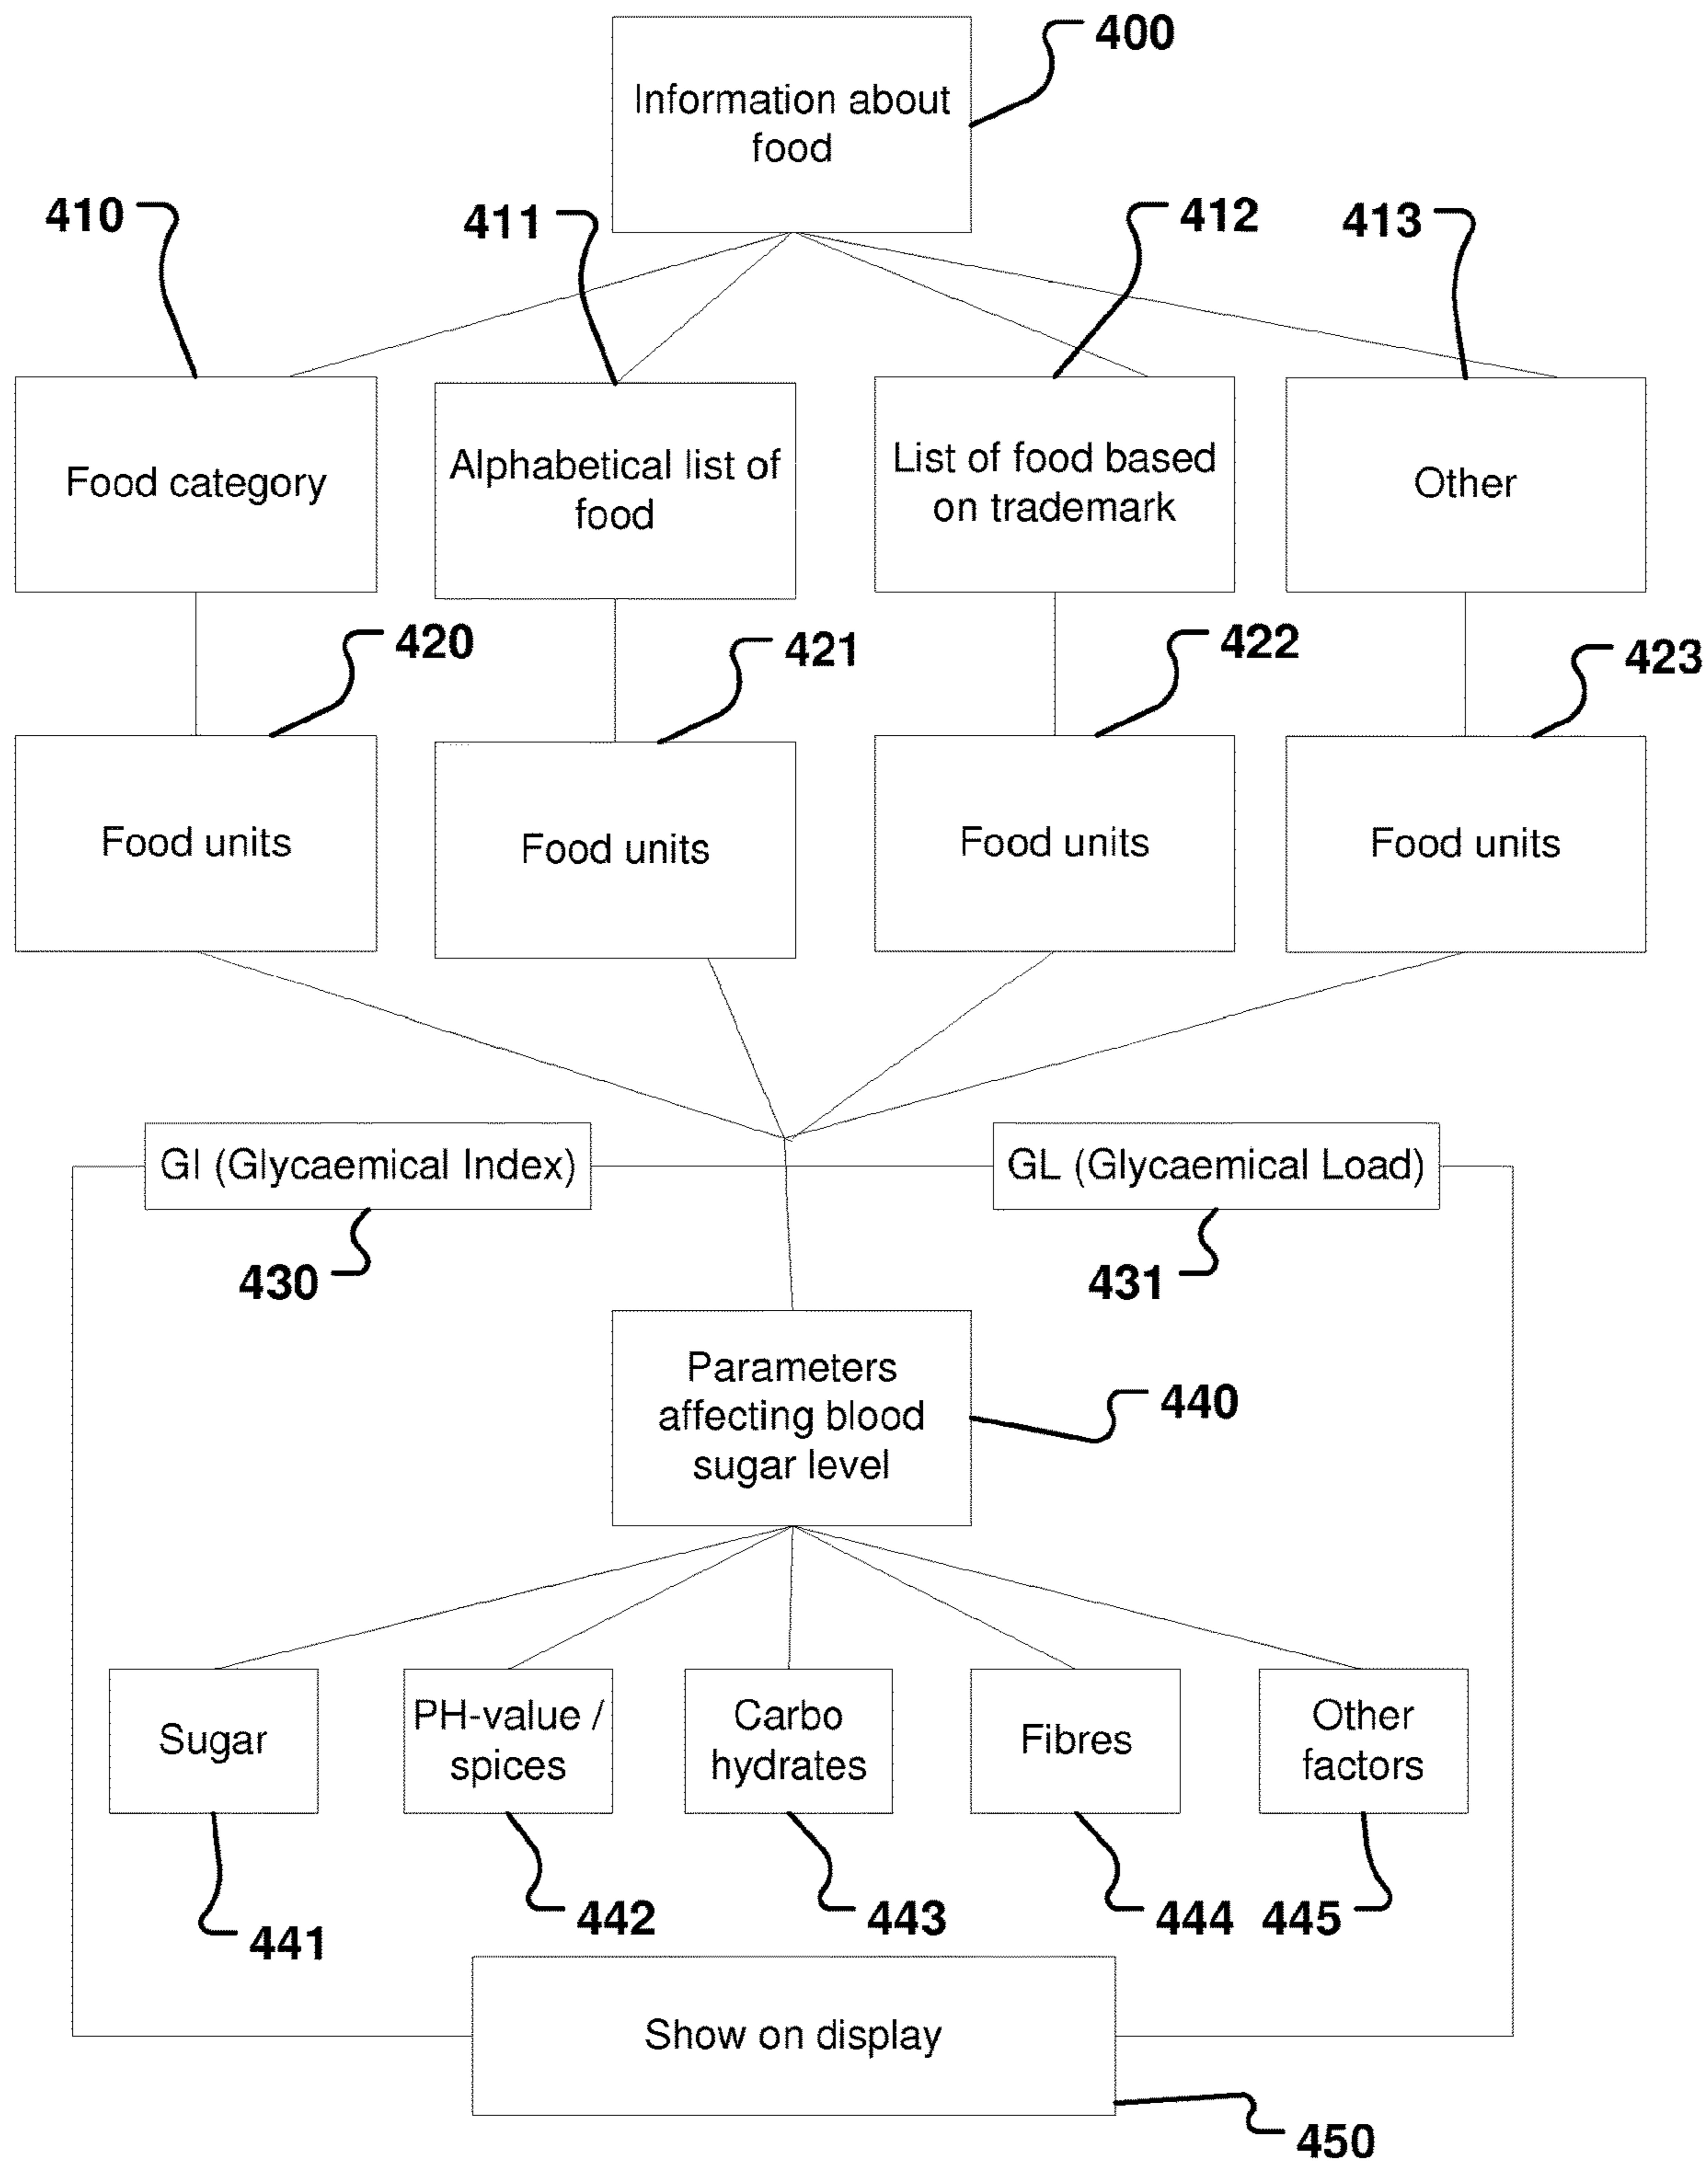 400
Information about
food
410
411
412
413
Food category
Alphabetical list of
food
List of food based
on trademark
Other
420
421
422
423
Food units
Food units
Food units
Food units
GI (Glycaemical Index)
GL (Glycaemical Load)
430
431
Parameters
affecting blood
sugar level
440
Sugar
PH-value /
spices
Carbo
hydrates
Fibres
Other
factors
441
442
443
444
445
Show on display
450